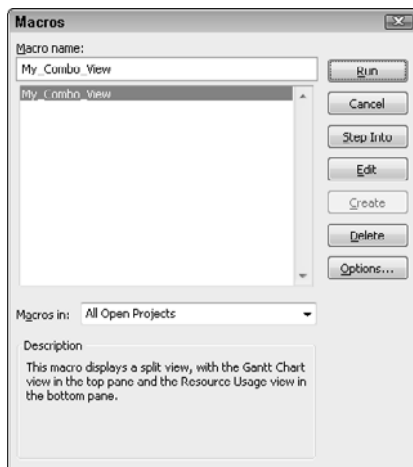 Macros
Macro name:
My_Combo_View
Run
My_Combo_View
Cancel
Step Into
Edit
Create
Delete
Options...
Macros in: All Open Projects
Description
This macro displays a split view, with the Gantt Chart
view in the top pane and the Resource Usage view in
the bottom pane.